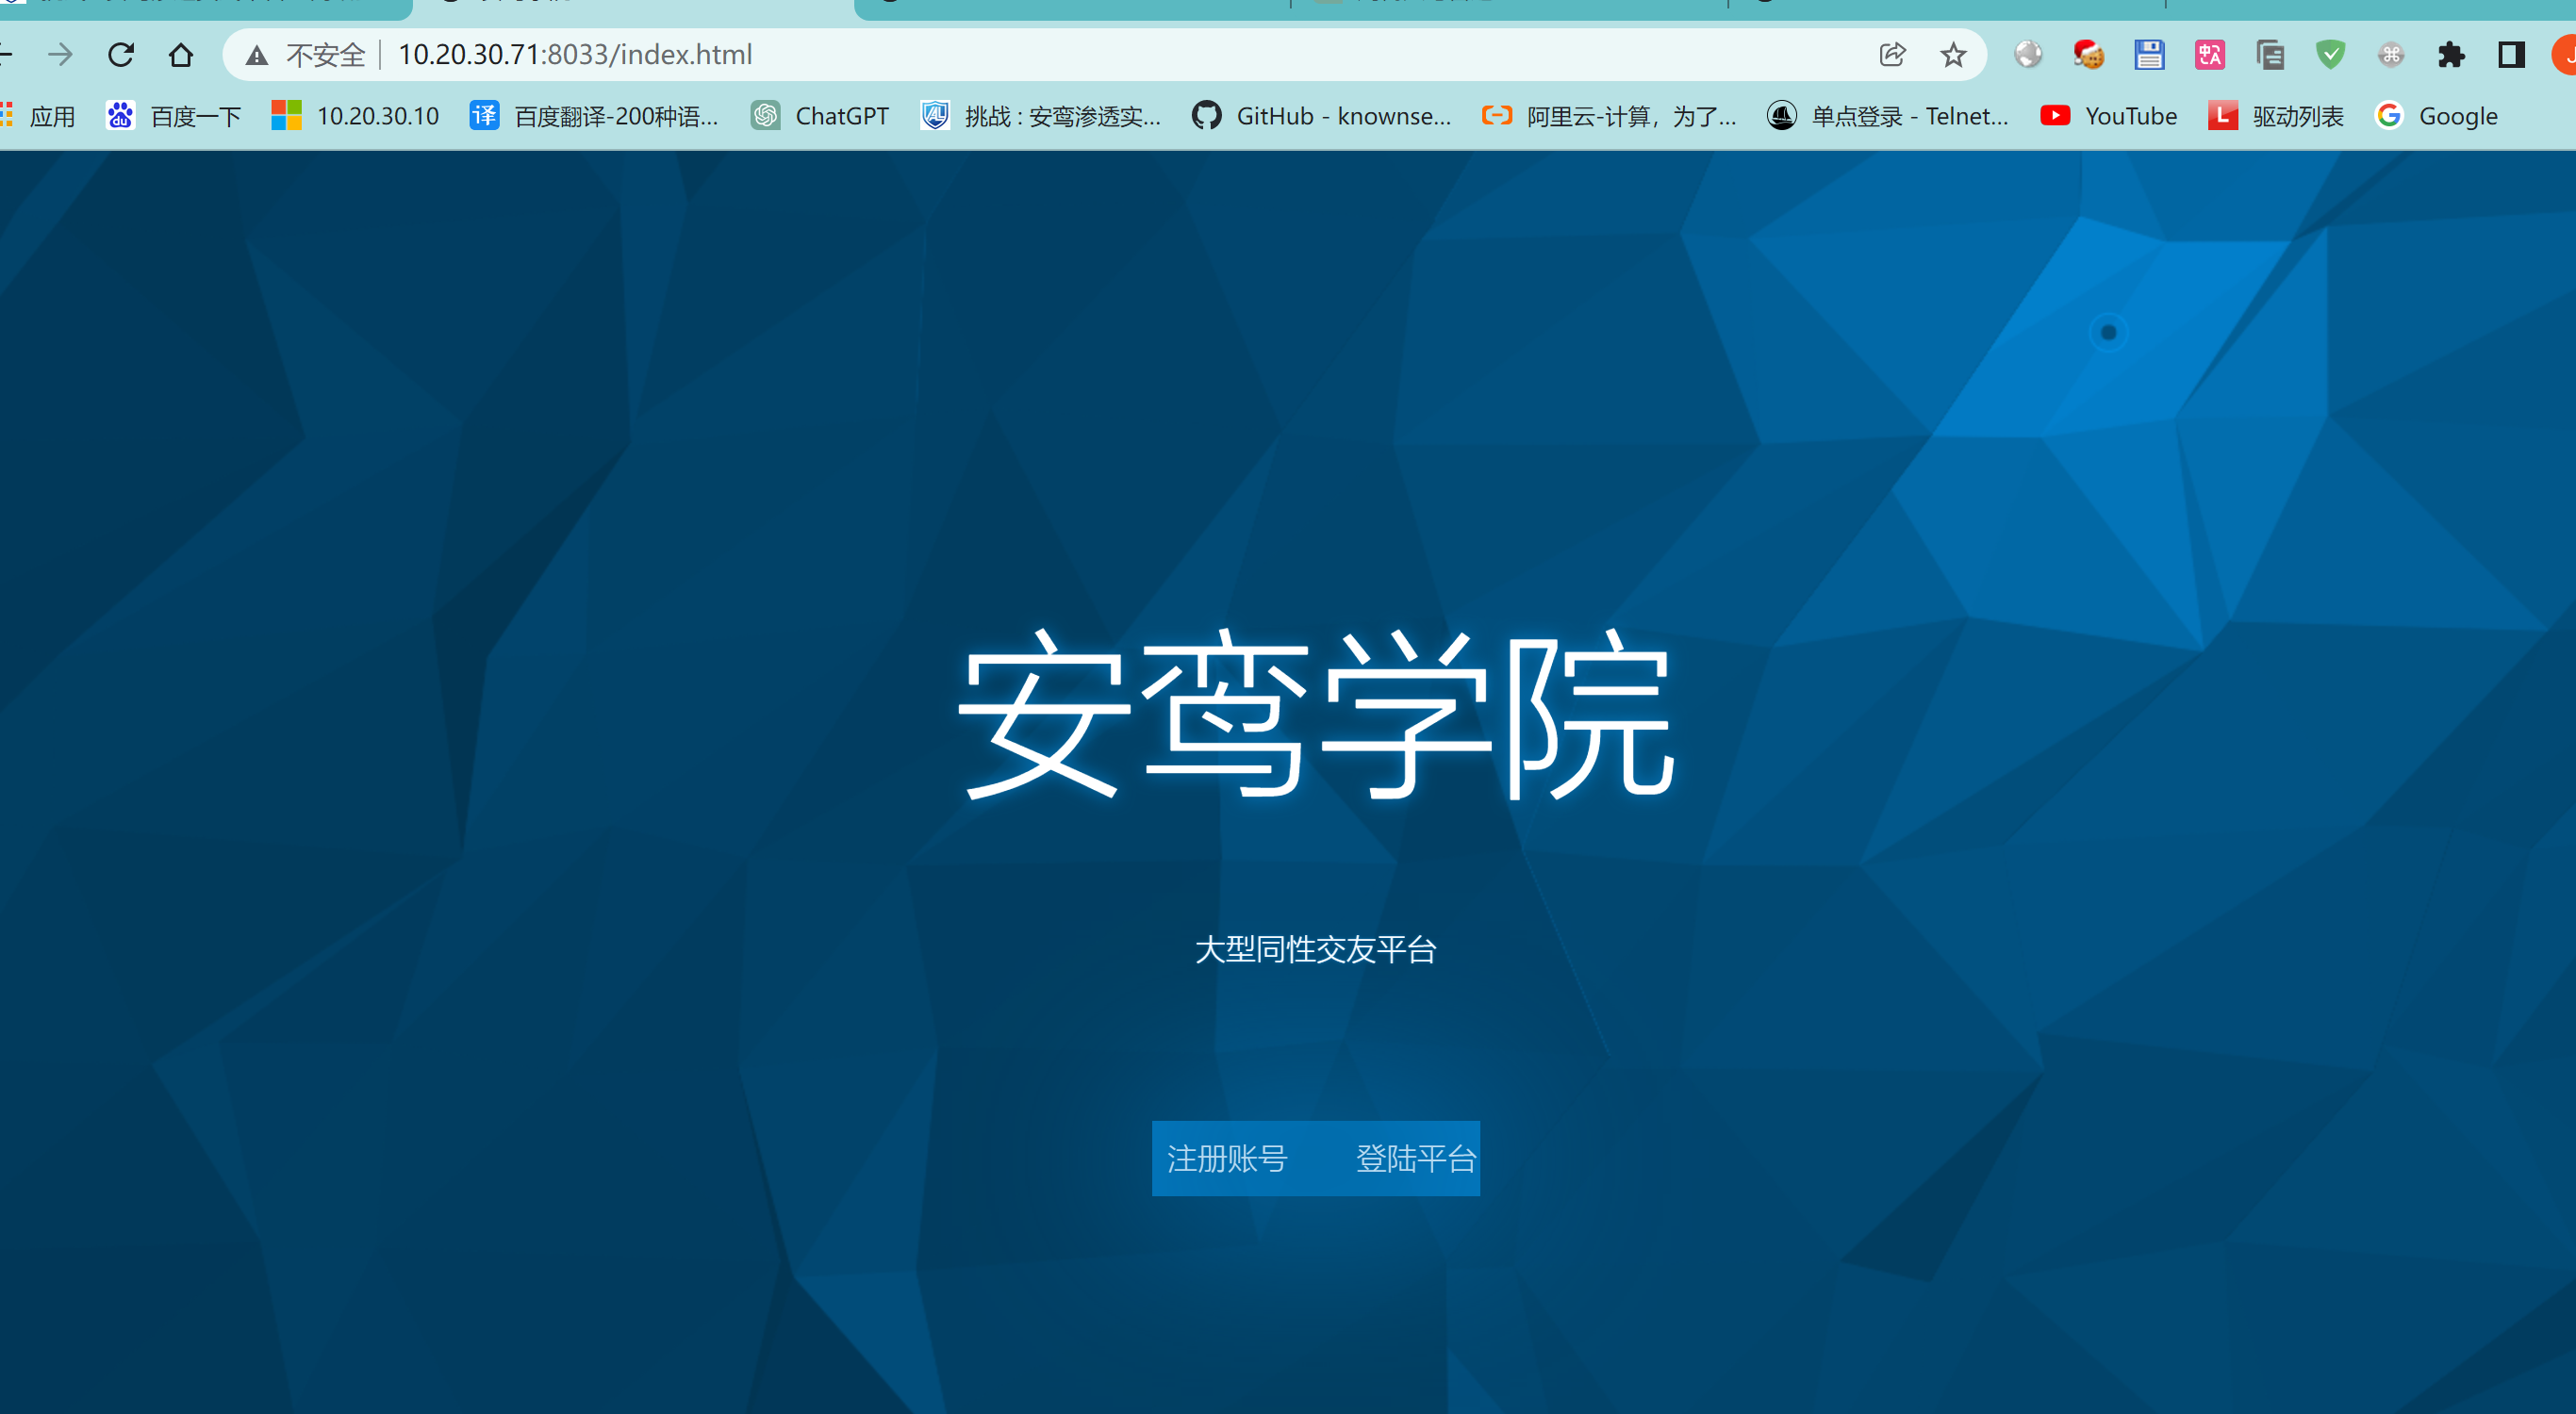 不安全 10.20.30.71:8033/index.html
应用 百度一下 10.20.30.10 译 百度翻译-200种语... ChatGPT 挑战 : 安鸾渗透实... GitHub - knownse... 阿里云-计算，为了... 单点登录 - Telnet... YouTube L 驱动列表 Google
安鸾学院
大型同性交友平台
注册账号 登陆平台